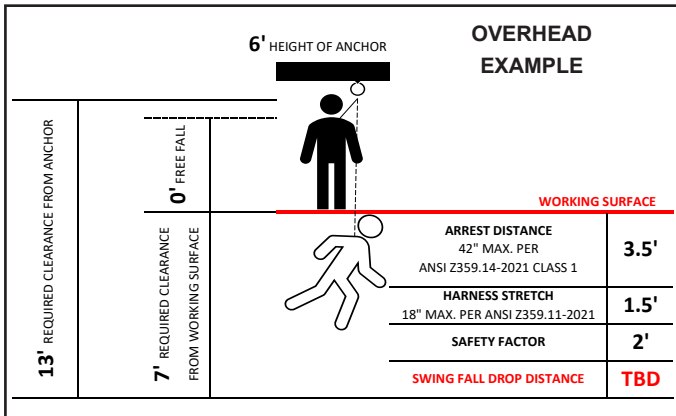 OVERHEAD
EXAMPLE
6' HEIGHT OF ANCHOR
13' REQUIRED CLEARANCE FROM ANCHOR
0' FREE FALL
7' REQUIRED CLEARANCE
FROM WORKING SURFACE
WORKING SURFACE
ARREST DISTANCE
42" MAX. PER
ANSI Z359.14-2021 CLASS 1
3.5'
HARNESS STRETCH
18" MAX. PER ANSI Z359.11-2021
1.5'
SAFETY FACTOR
2'
SWING FALL DROP DISTANCE
TBD